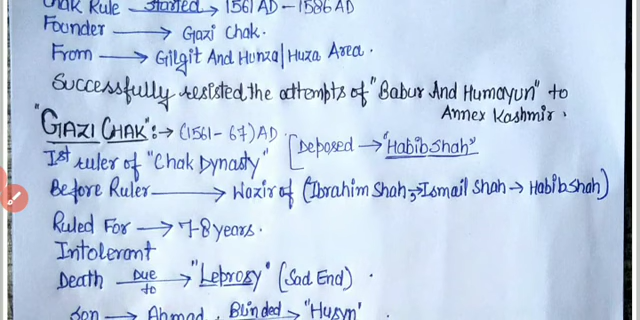 Chak Rule Started → 1561 AD - 1586 AD
Founder → Gazi Chak.
From → Gilgit And Hunza/Huza Area.
Successfully resisted the attempts of "Babur And Humayun" to
Annex Kashmir.
"GAZI CHAK":→ (1561-67) AD.
Ist ruler of "Chak Dynasty" [Deposed → "Habib Shah"
Before Ruler → Wazir of (Ibrahim Shah → Ismail Shah → Habib Shah)
Ruled For → 7-8 years.
Intolerant
Death Due to → "Leprosy" (Sad End).
Son → Ahmad, Blinded → "Husyn".